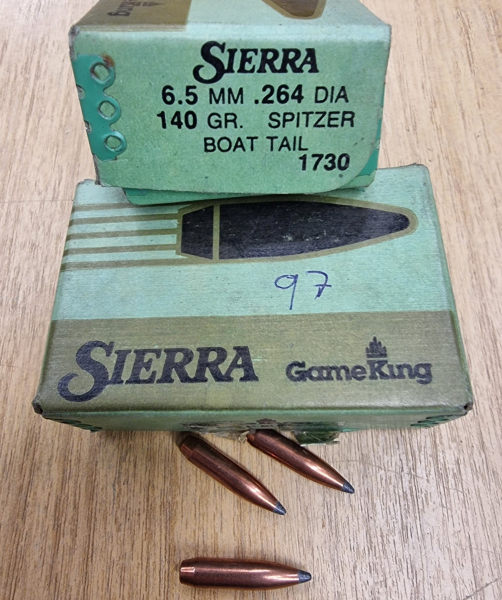 SIERRA
6.5 MM .264 DIA
140 GR. SPITZER
BOAT TAIL
1730
97
SIERRA
GameKing